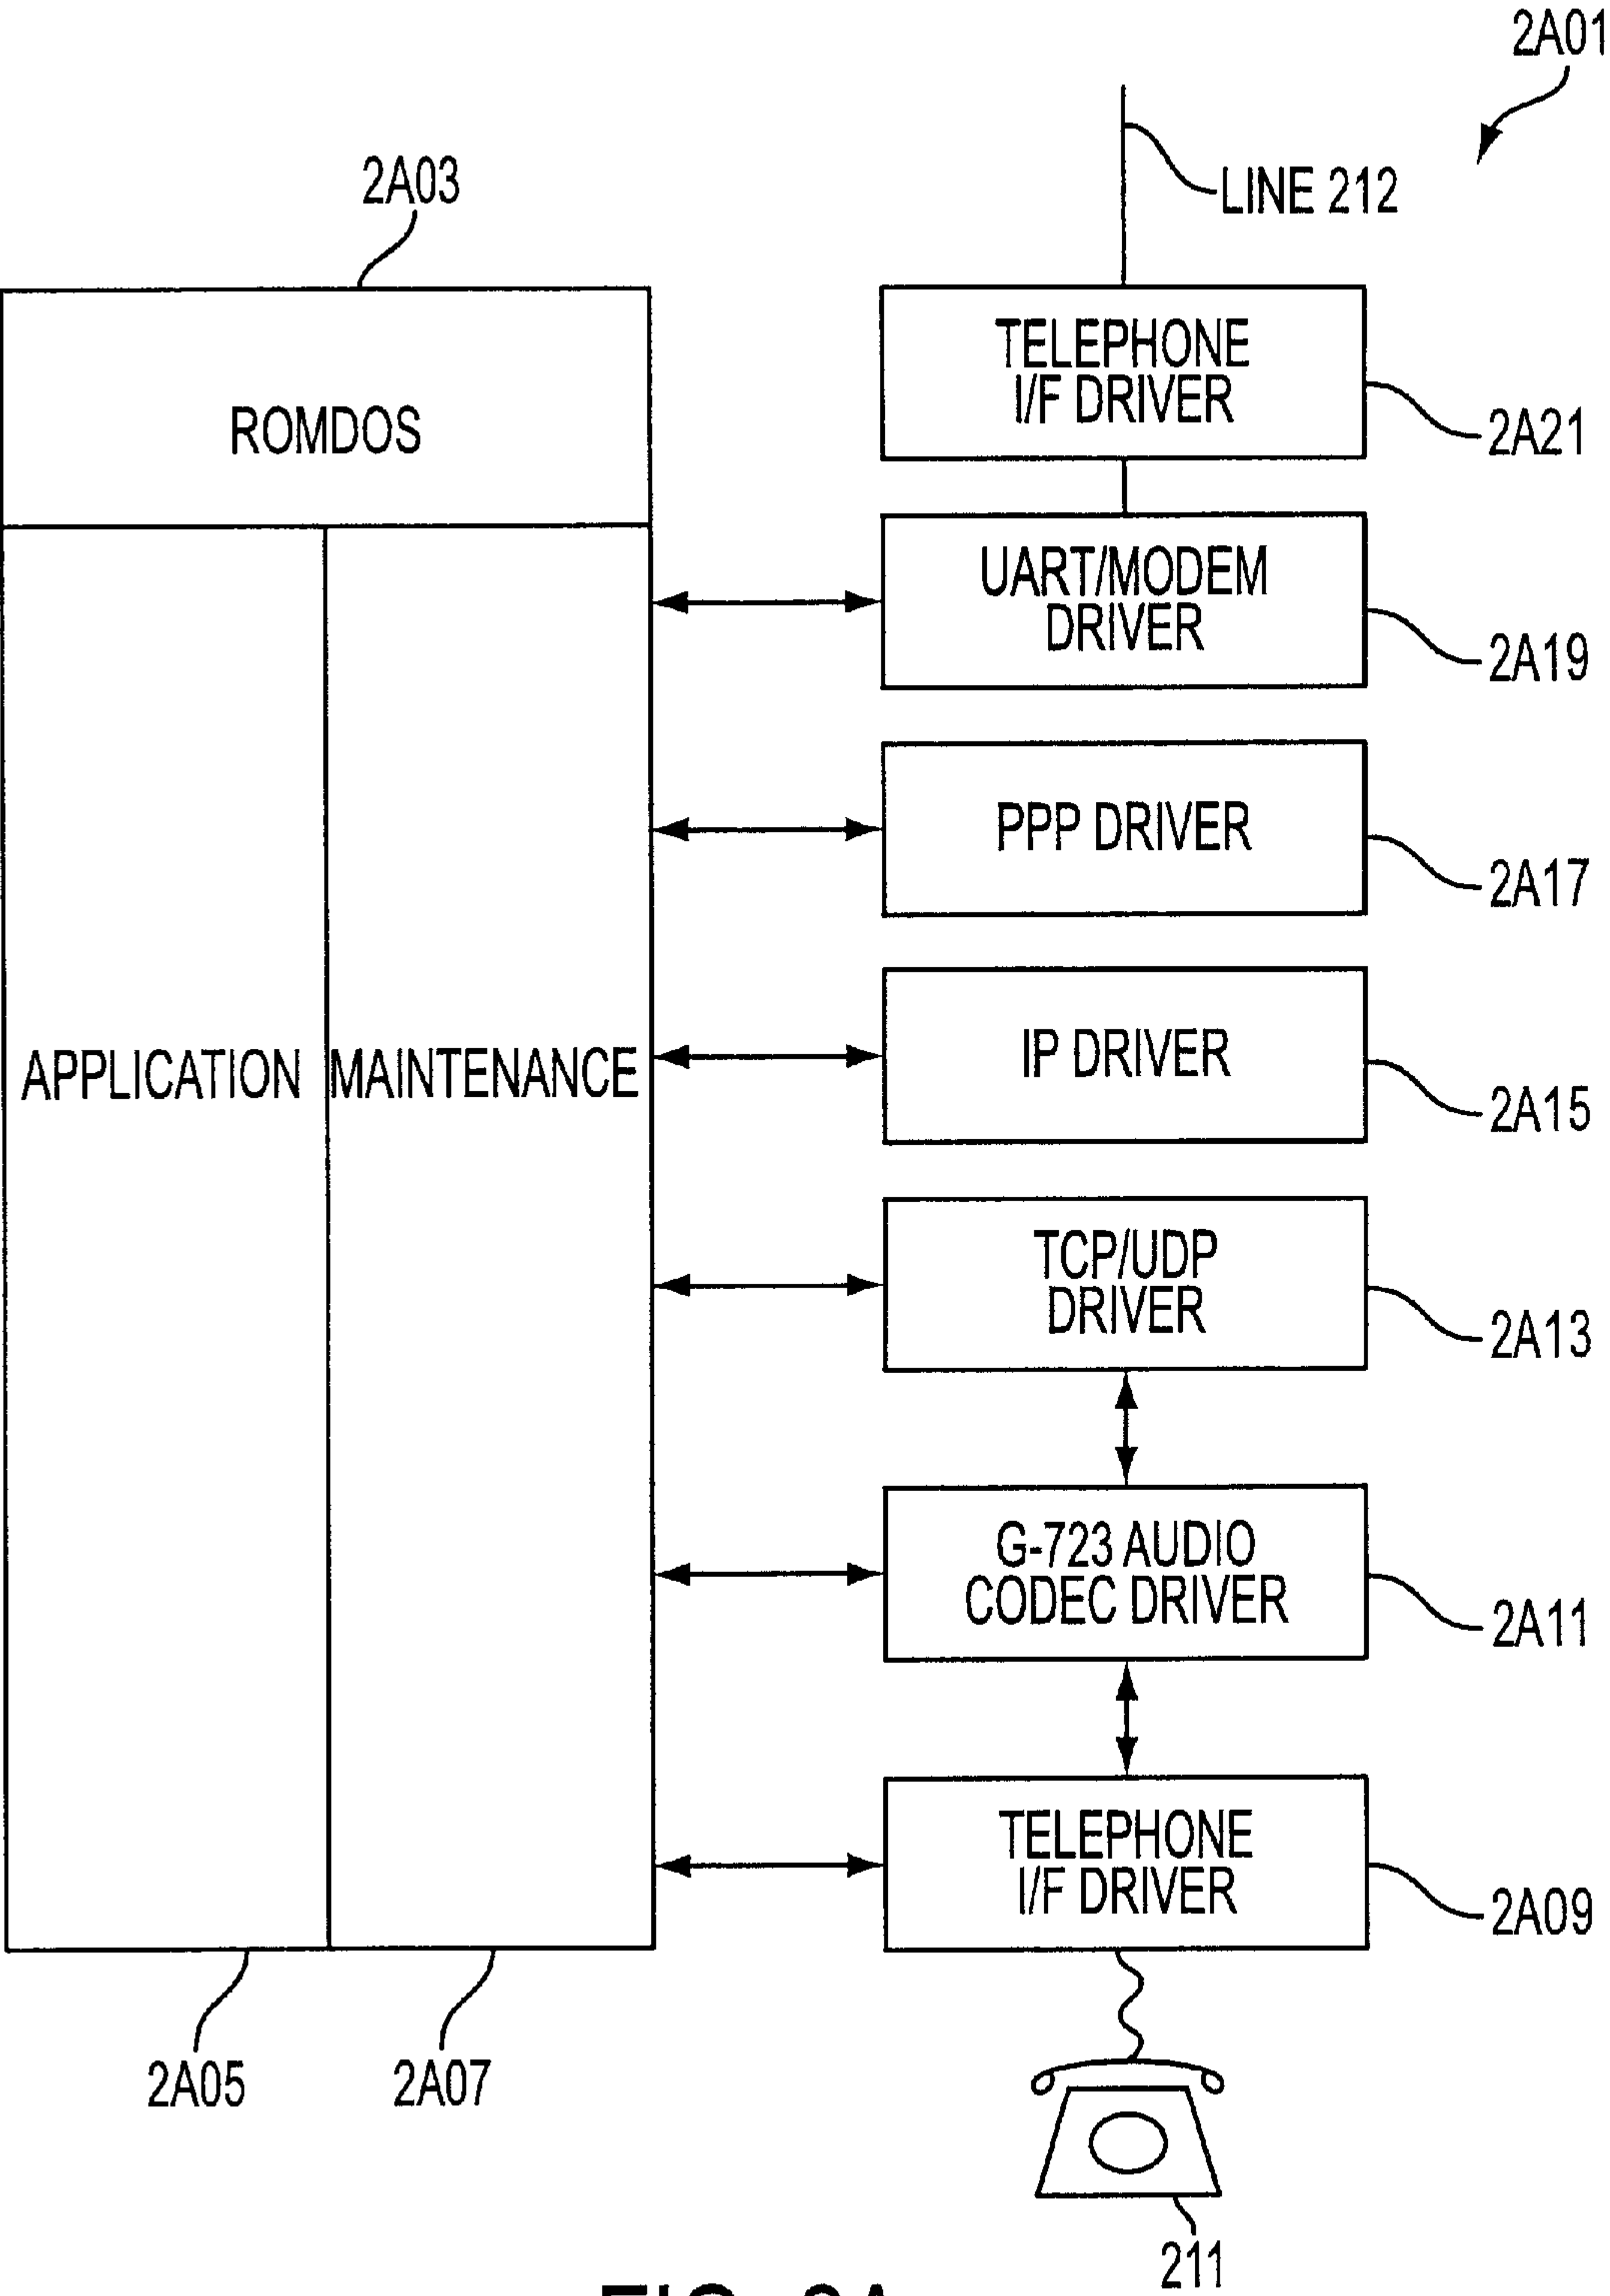 2A01
LINE 212
2A03
TELEPHONE
I/F DRIVER
2A21
ROMDOS
UART/MODEM
DRIVER
2A19
PPP DRIVER
2A17
APPLICATION
MAINTENANCE
IP DRIVER
2A15
TCP/UDP
DRIVER
2A13
G-723 AUDIO
CODEC DRIVER
2A11
TELEPHONE
I/F DRIVER
2A09
2A05
2A07
211